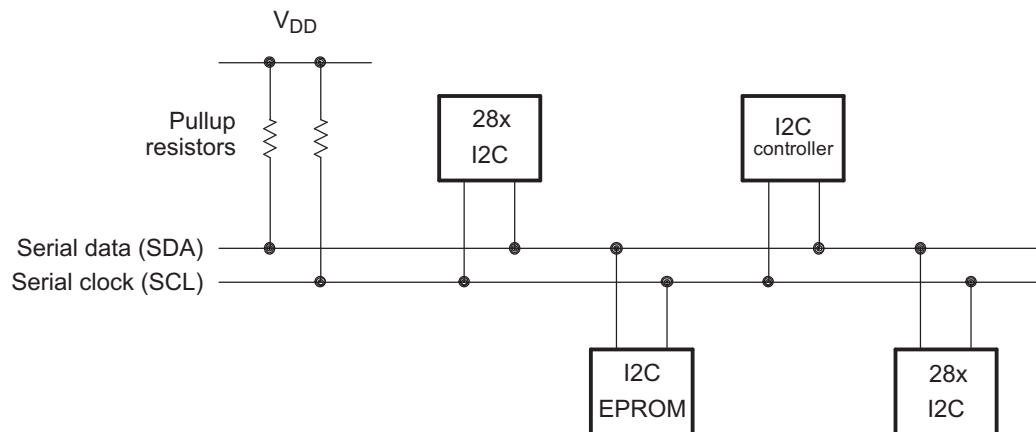 VDD
Pullup
resistors
28x
I2C
I2C
controller
Serial data (SDA)
Serial clock (SCL)
I2C
EPROM
28x
I2C